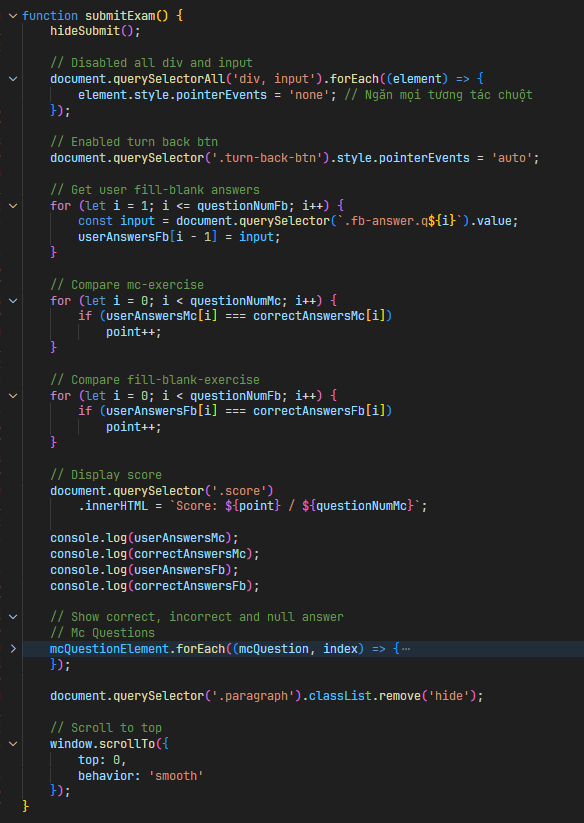 function submitExam() {
    hideSubmit();

    // Disabled all div and input
    document.querySelectorAll('div, input').forEach((element) => {
        element.style.pointerEvents = 'none'; // Ngăn mọi tương tác chuột
    });

    // Enabled turn back btn
    document.querySelector('.turn-back-btn').style.pointerEvents = 'auto';

    // Get user fill-blank answers
    for (let i = 1; i <= questionNumFb; i++) {
        const input = document.querySelector(`.fb-answer.q${i}`).value;
        userAnswersFb[i - 1] = input;
    }

    // Compare mc-exercise
    for (let i = 0; i < questionNumMc; i++) {
        if (userAnswersMc[i] === correctAnswersMc[i])
            point++;
    }

    // Compare fill-blank-exercise
    for (let i = 0; i < questionNumFb; i++) {
        if (userAnswersFb[i] === correctAnswersFb[i])
            point++;
    }

    // Display score
    document.querySelector('.score')
        .innerHTML = `Score: ${point} / ${questionNumMc}`;

    console.log(userAnswersMc);
    console.log(correctAnswersMc);
    console.log(userAnswersFb);
    console.log(correctAnswersFb);

    // Show correct, incorrect and null answer
    // Mc Questions
    mcQuestionElement.forEach((mcQuestion, index) => {⋯
    });

    document.querySelector('.paragraph').classList.remove('hide');

    // Scroll to top
    window.scrollTo({
        top: 0,
        behavior: 'smooth'
    });
}